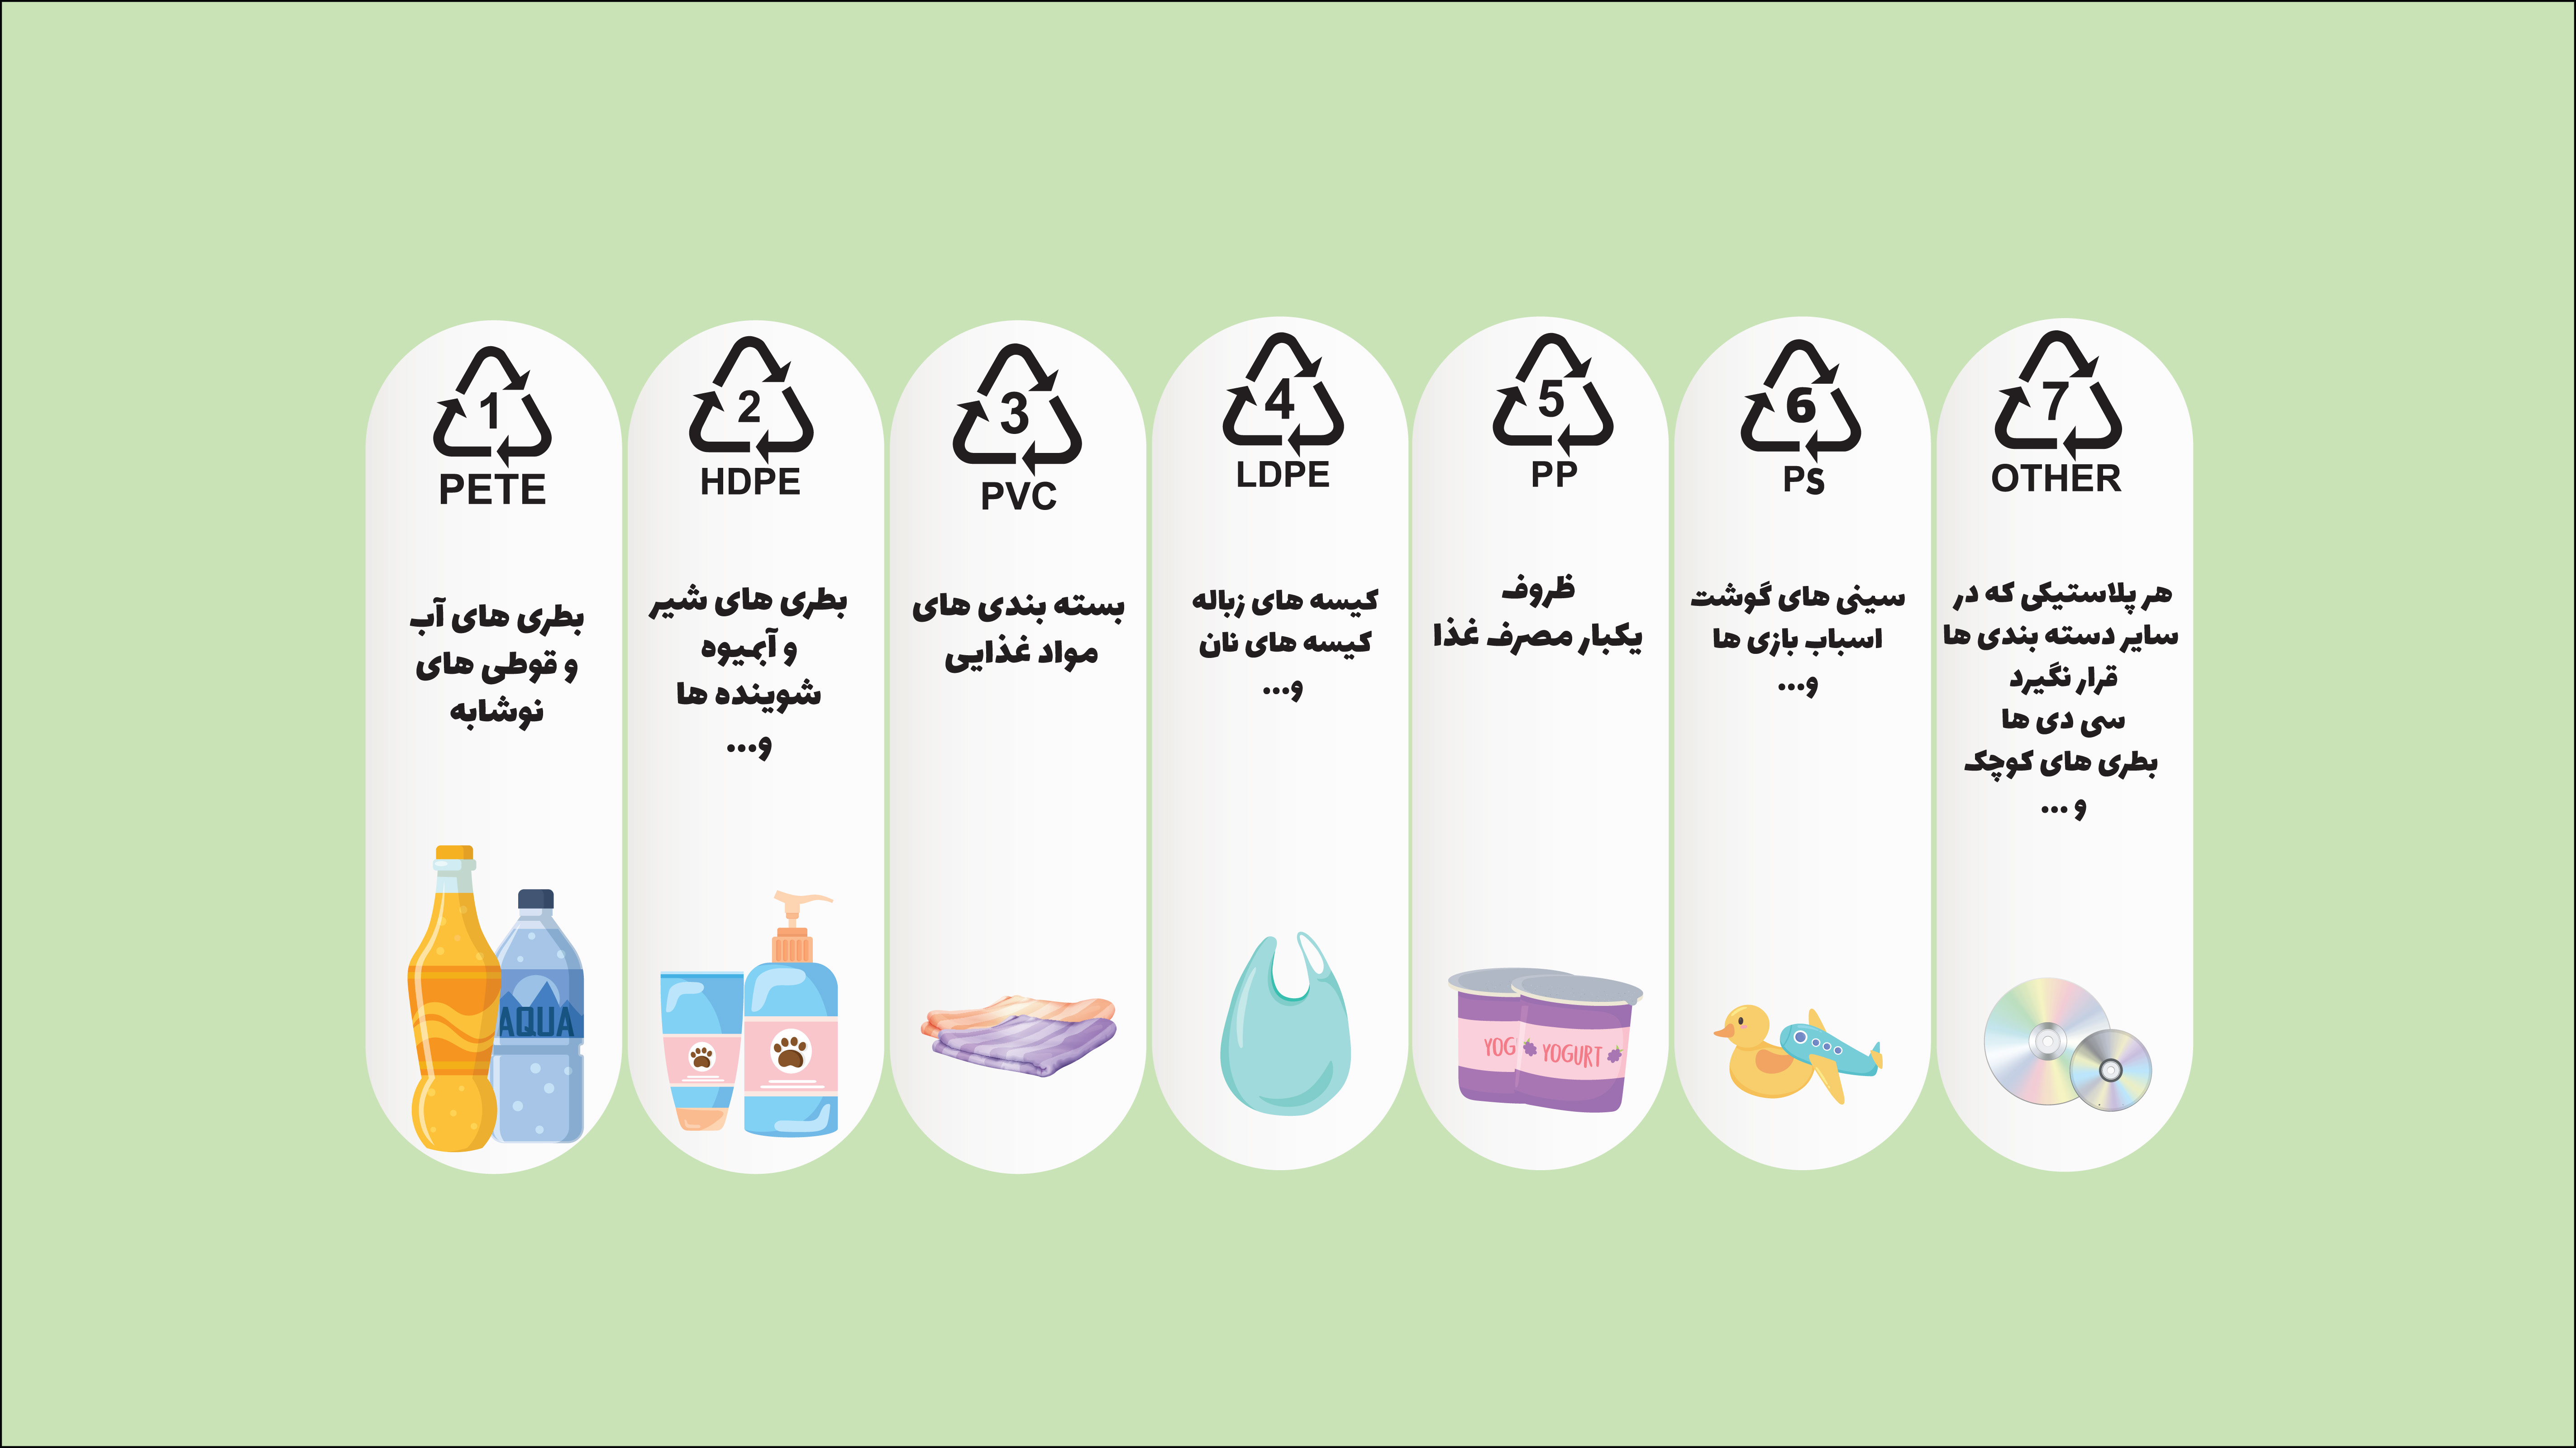 1
PETE
بطری های آب
و قوطی های
نوشابه
AQUA
2
HDPE
بطری های شیر
و آبمیوه
شوینده ها
و...
3
PVC
بسته بندی های
مواد غذایی
4
LDPE
کیسه های زباله
کیسه های نان
و...
5
PP
ظروف
یکبار مصرف غذا
YOG
YOGURT
6
PS
سینی های گوشت
اسباب بازی ها
و...
7
OTHER
هر پلاستیکی که در
سایر دسته بندی ها
قرار نگیرد
سی دی ها
بطری های کوچک
و ...